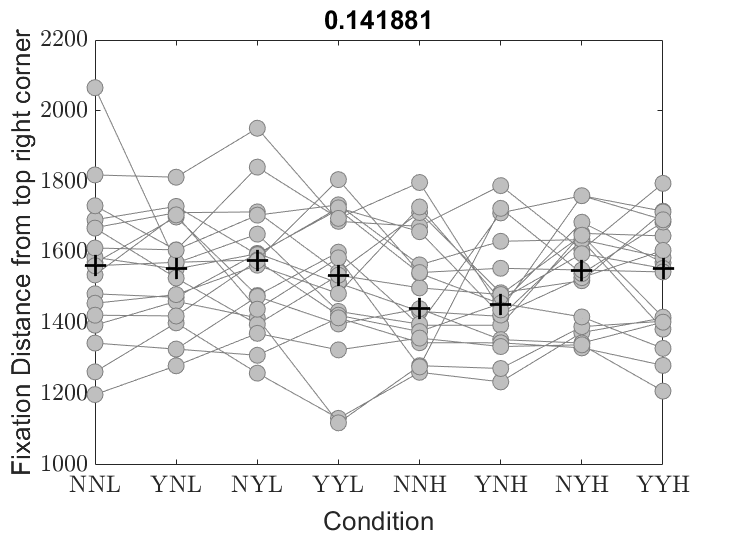 0.141881
Fixation Distance from top right corner
2200
2000
1800
1600
1400
1200
1000
NNL YNL NYL YYL NNH YNH NYH YYH
Condition